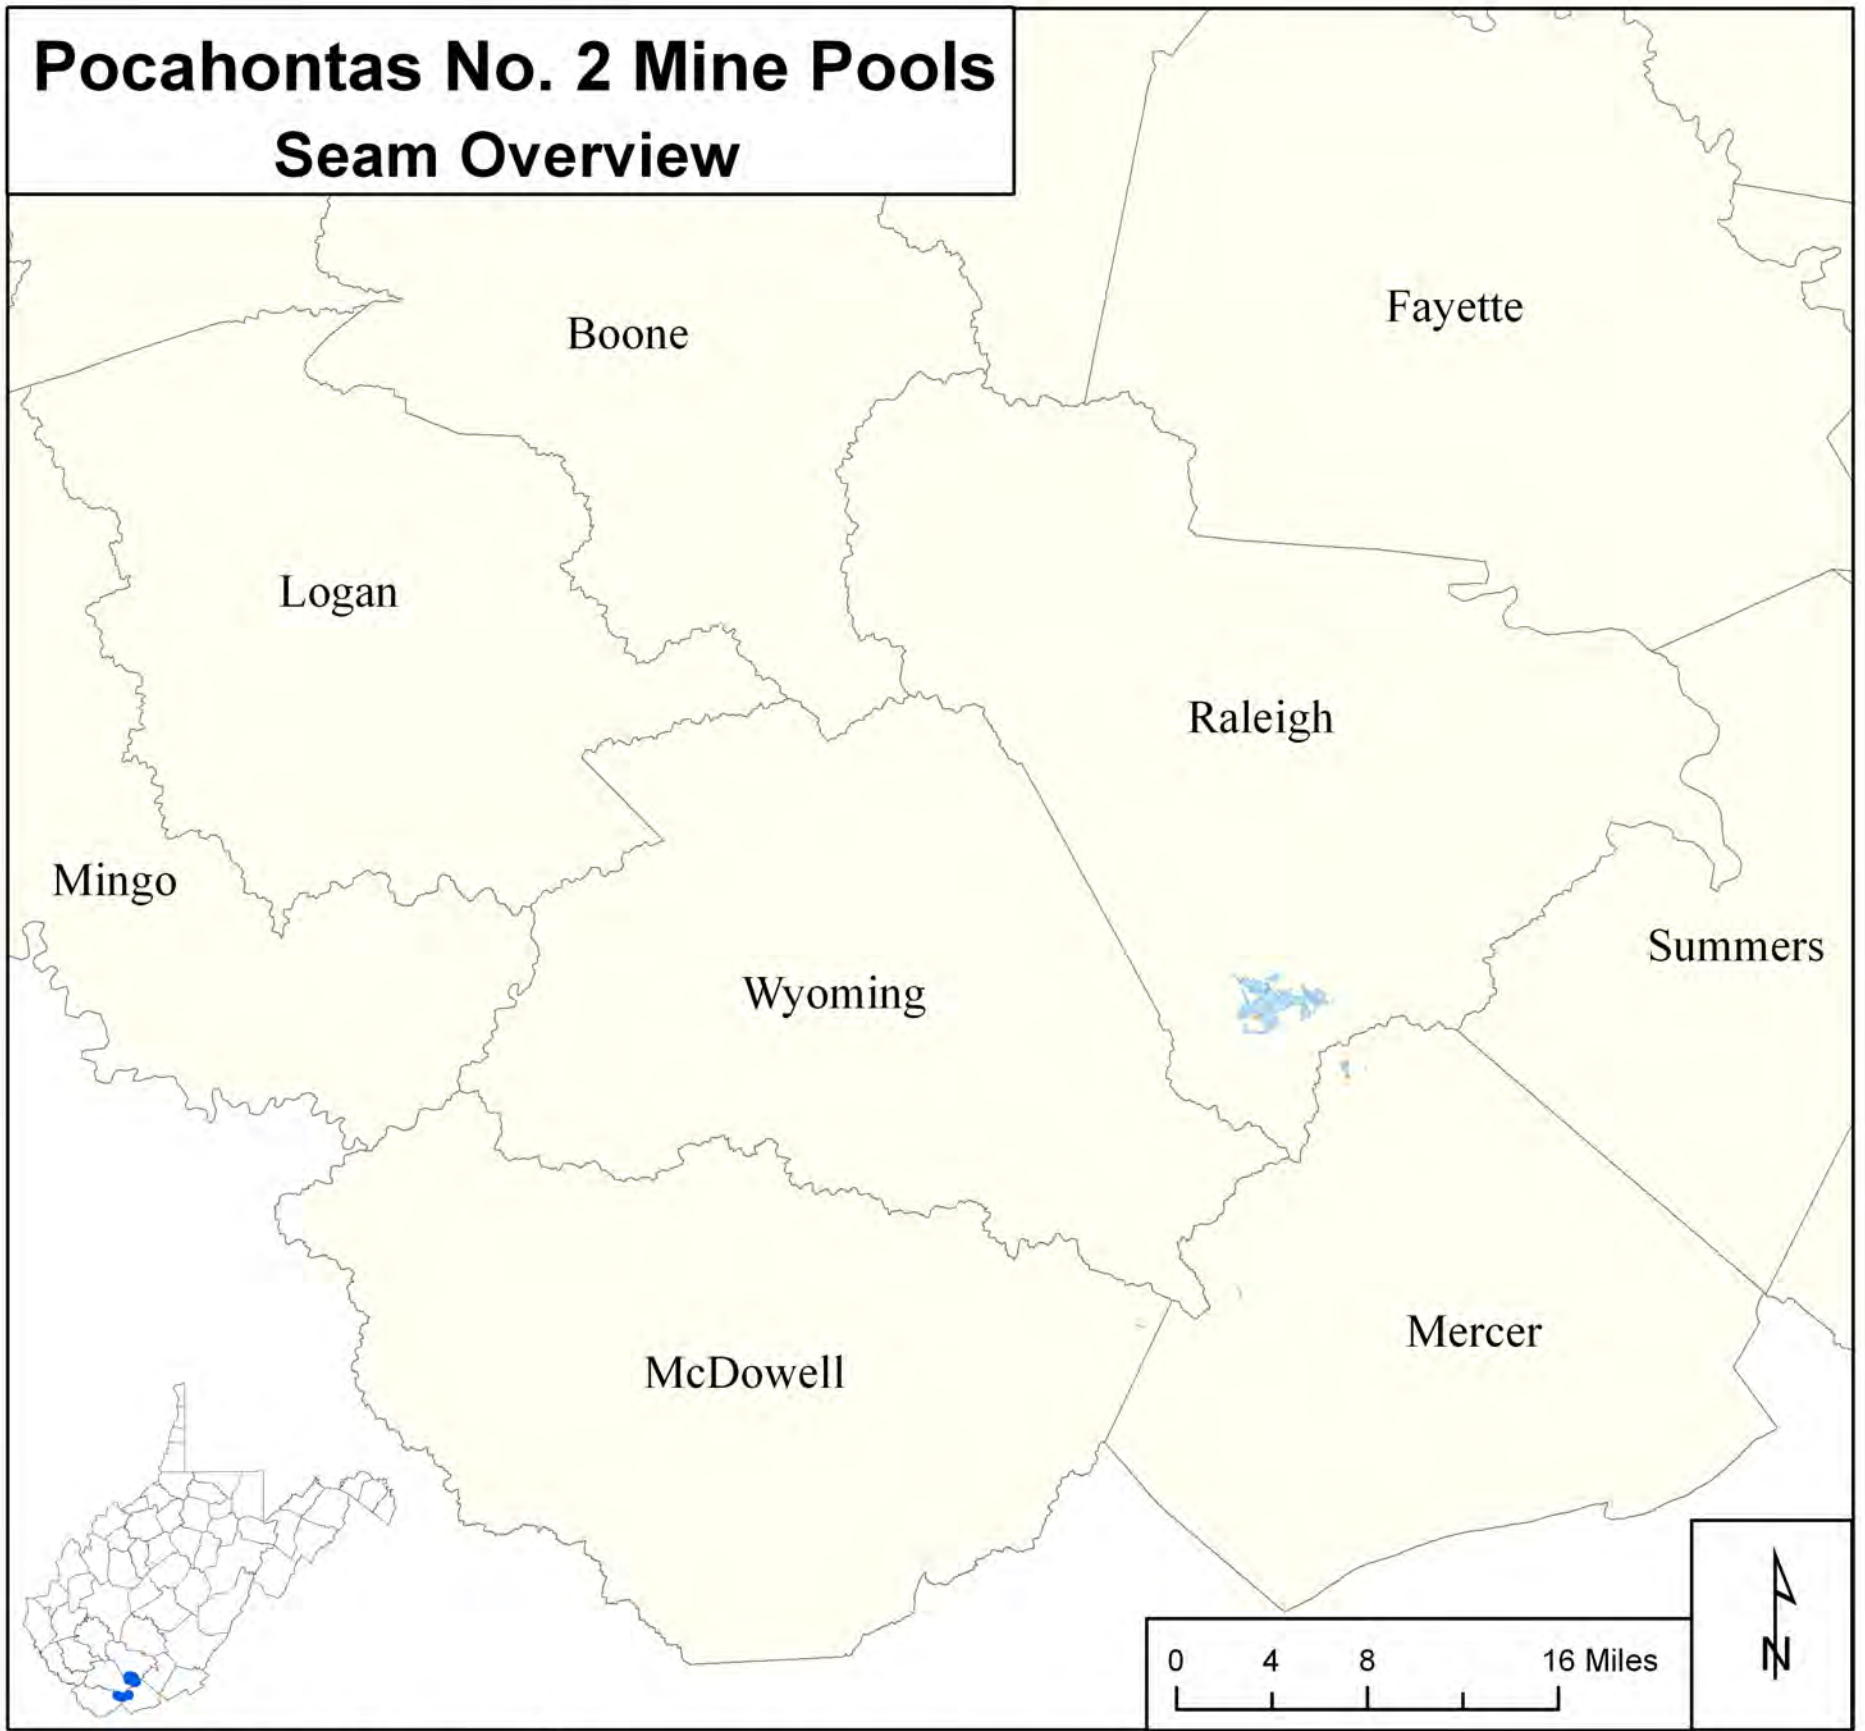 Pocahontas No. 2 Mine Pools
Seam Overview
Fayette
Boone
Logan
Raleigh
Mingo
Summers
Wyoming
Mercer
McDowell
0 4 8 16 Miles
N